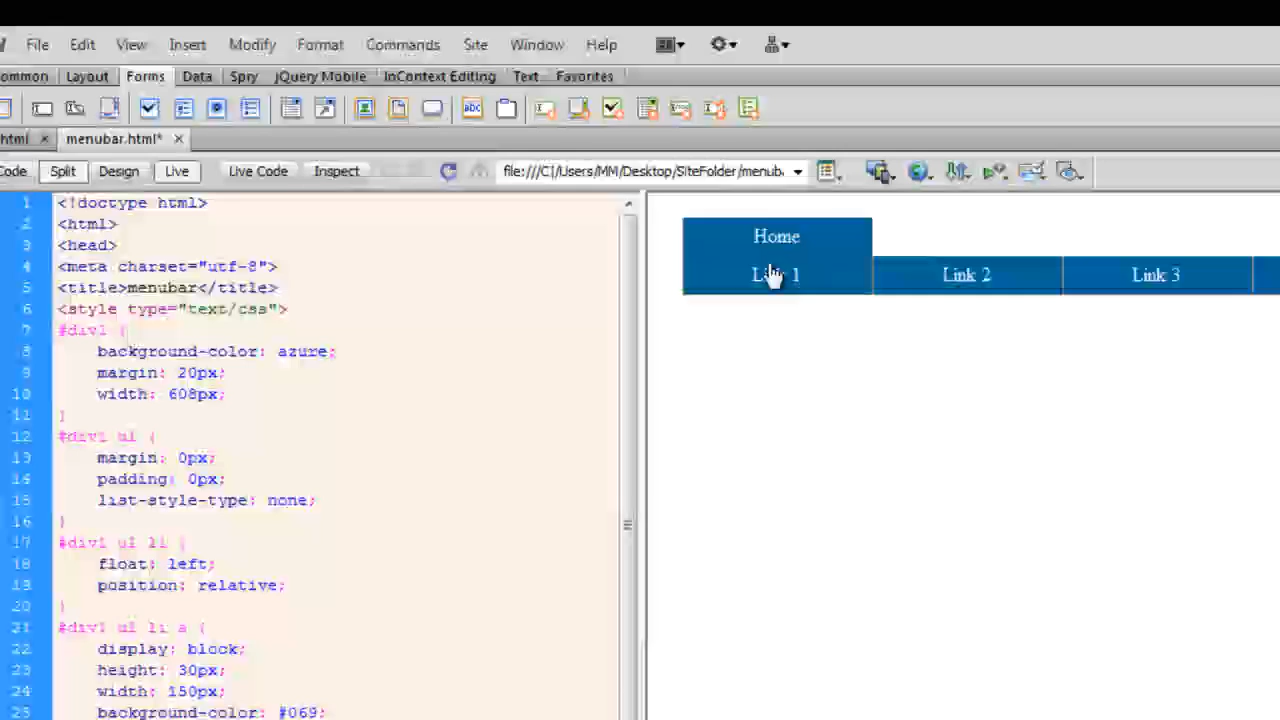 File Edit View Insert Modify Format Commands Site Window Help
ommon Layout Forms Data Spry jQuery Mobile InContext Editing Text Favorites
abc
html × menubar.html* ×
Code Split Design Live Live Code Inspect file:///C|/Users/MM/Desktop/SiteFolder/menub.
1 <!doctype html>
2 <html>
3 <head>
4 <meta charset="utf-8">
5 <title>menubar</title>
6 <style type="text/css">
7 #div1 {
8 background-color: azure;
9 margin: 20px;
10 width: 608px;
11 }
12 #div1 ul {
13 margin: 0px;
14 padding: 0px;
15 list-style-type: none;
16 }
17 #div1 ul li {
18 float: left;
19 position: relative;
20 }
21 #div1 ul li a {
22 display: block;
23 height: 30px;
24 width: 150px;
25 background-color: #069;
Home
Link 1 Link 2 Link 3